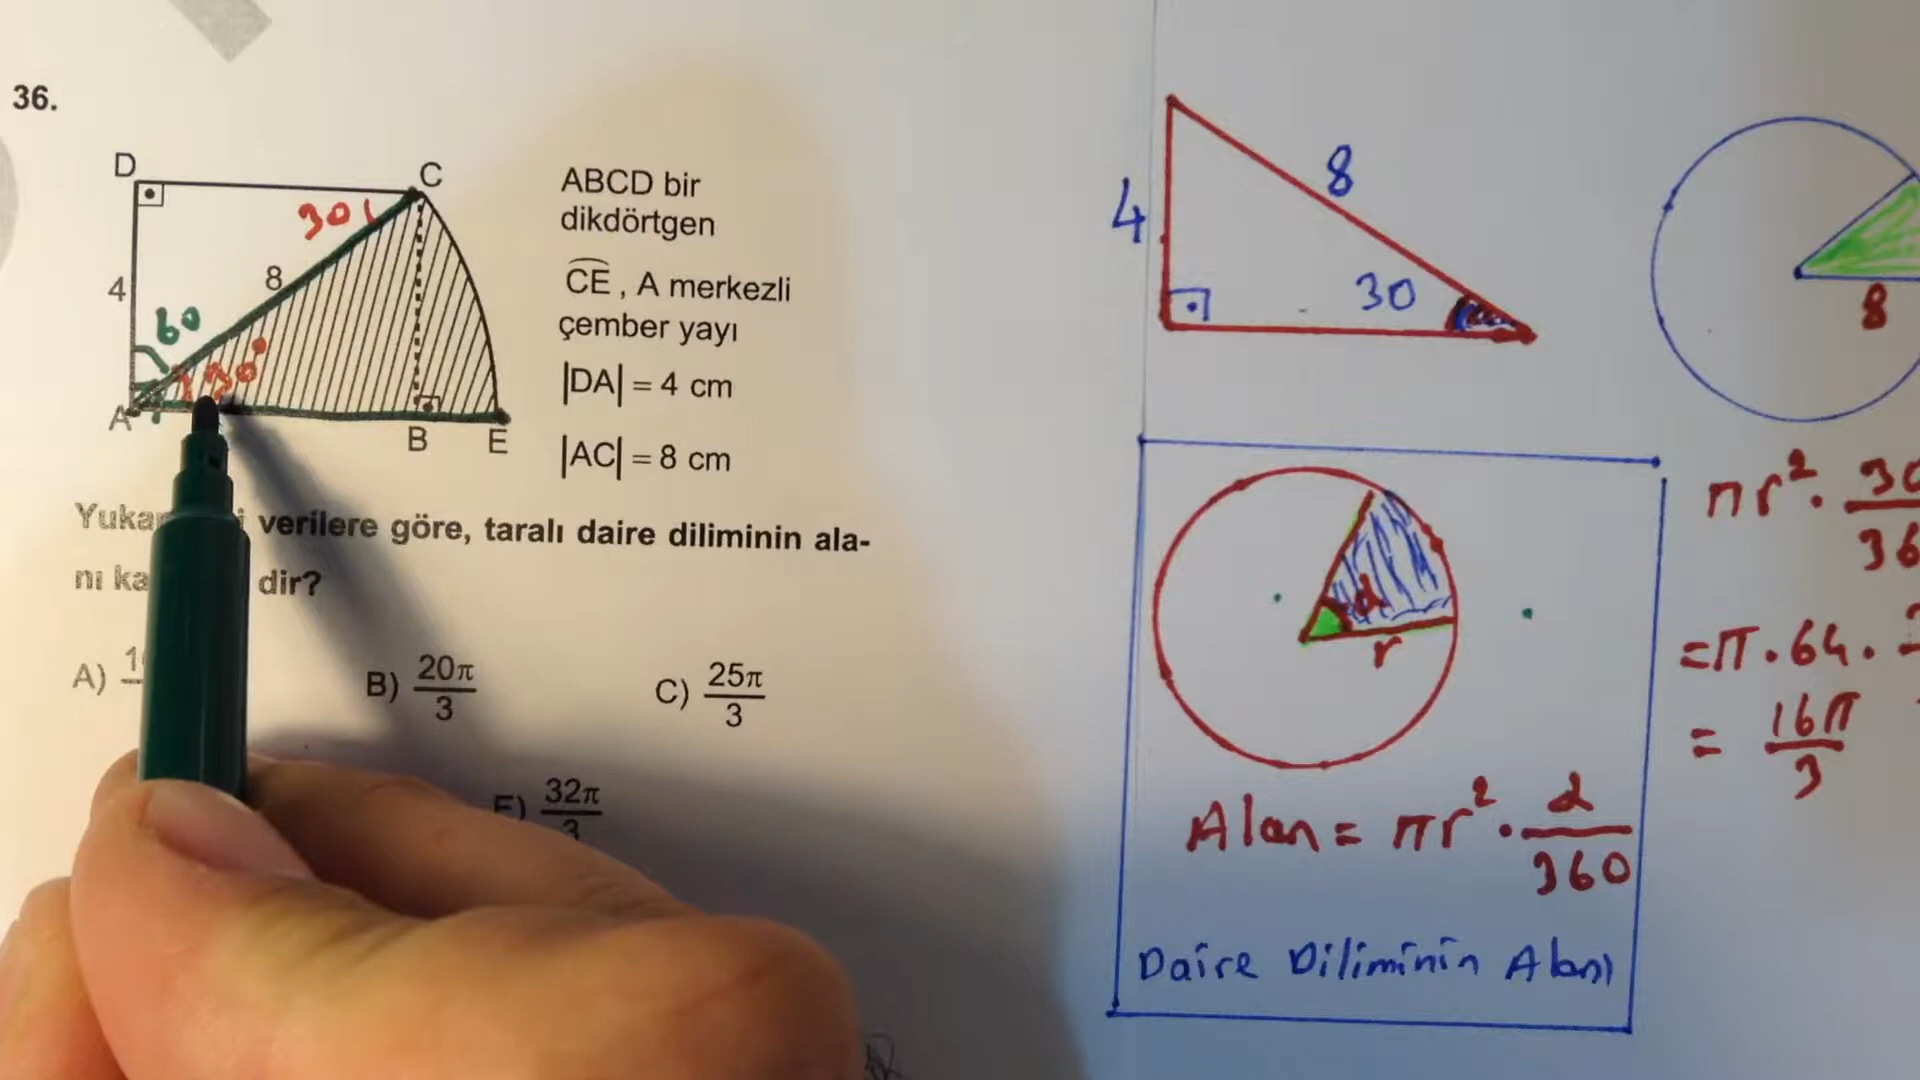 36.
D
C
30
4
8
60
30°
A
B
E
ABCD bir
dikdörtgen
CE , A merkezli
çember yayı
|DA| = 4 cm
|AC| = 8 cm
verilere göre, taralı daire diliminin ala-
nı dir?
A)
B) 20π/3
C) 25π/3
E) 32π/3
4
8
30
8
α
r
Alan = πr² · α/360
Daire Diliminin Alanı
πr² ·
= π · 64 ·
= 16π/3